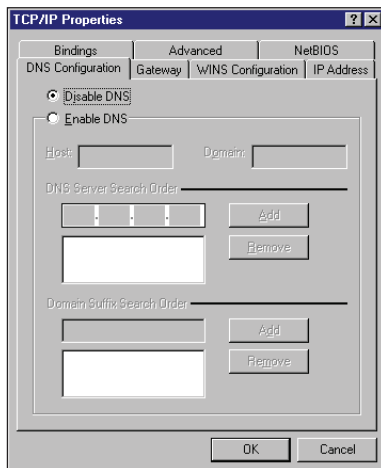 TCP/IP Properties
Bindings Advanced NetBIOS
DNS Configuration Gateway WINS Configuration IP Address
Disable DNS
Enable DNS
Host: Domain:
DNS Server Search Order
. . . Add
Remove
Domain Suffix Search Order
Add
Remove
OK Cancel